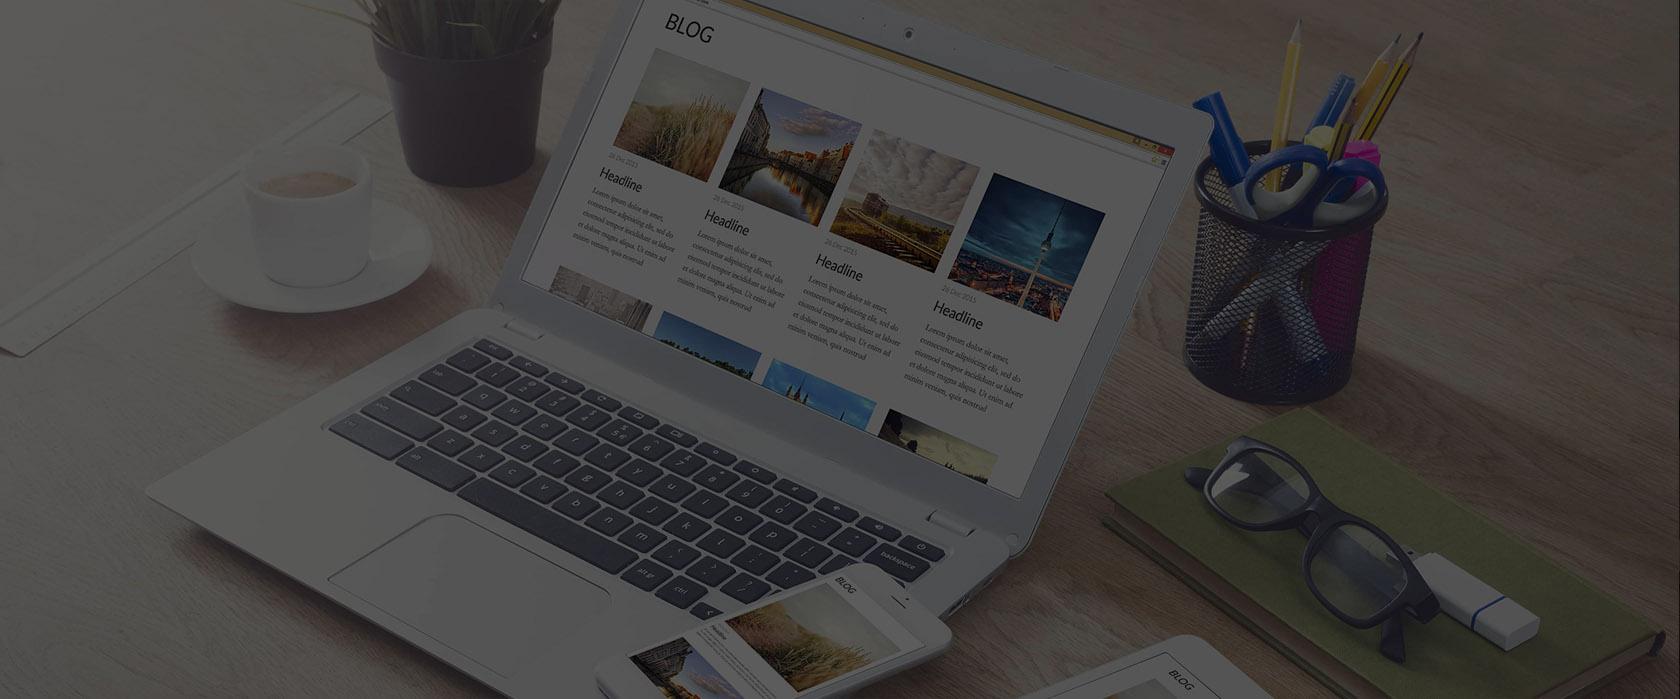 BLOG
26 Dec 2015
Headline
Lorem ipsum dolor sit amet,
consectetur adipisicing elit, sed do
eiusmod tempor incididunt ut labore
et dolore magna aliqua. Ut enim ad
minim veniam, quis nostrud
26 Dec 2015
Headline
Lorem ipsum dolor sit amet,
consectetur adipisicing elit, sed do
eiusmod tempor incididunt ut labore
et dolore magna aliqua. Ut enim ad
minim veniam, quis nostrud
26 Dec 2015
Headline
Lorem ipsum dolor sit amet,
consectetur adipisicing elit, sed do
eiusmod tempor incididunt ut labore
et dolore magna aliqua. Ut enim ad
minim veniam, quis nostrud
26 Dec 2015
Headline
Lorem ipsum dolor sit amet,
consectetur adipisicing elit, sed do
eiusmod tempor incididunt ut labore
et dolore magna aliqua. Ut enim ad
minim veniam, quis nostrud
q w e r t y u i o p
a s d f g h j k l
z x c v b n m
backspace
alt
alt gr
ctrl
BLOG
Headline
BLOG